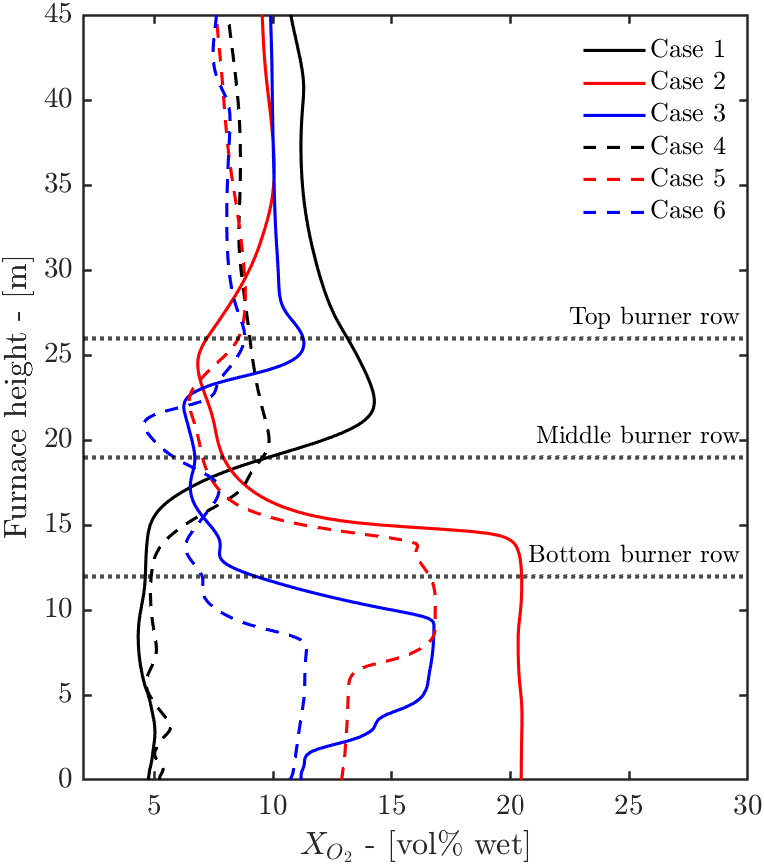 45
40
35
30
25
20
15
10
5
0
Furnace height - [m]
Case 1
Case 2
Case 3
Case 4
Case 5
Case 6
Top burner row
Middle burner row
Bottom burner row
5 10 15 20 25 30
X_{O_2} - [vol% wet]